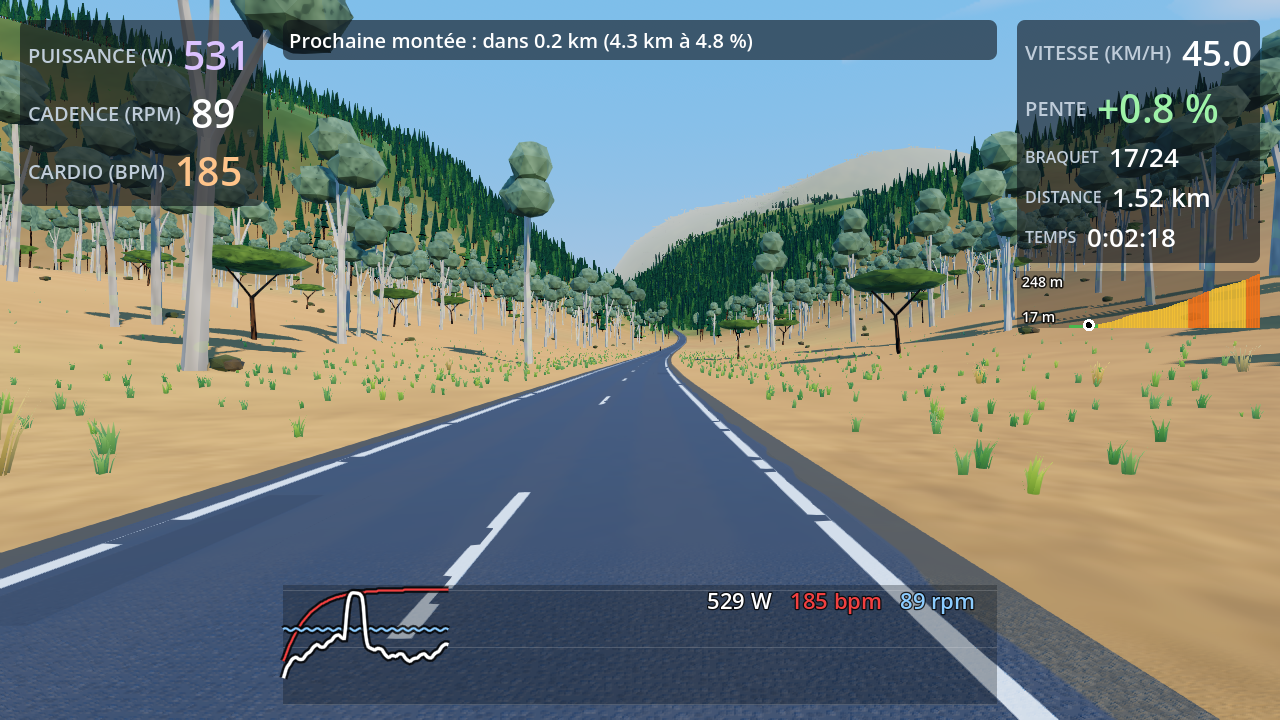 PUISSANCE (W) 531
CADENCE (RPM) 89
CARDIO (BPM) 185
Prochaine montée : dans 0.2 km (4.3 km à 4.8 %)
VITESSE (KM/H) 45.0
PENTE +0.8 %
BRAQUET 17/24
DISTANCE 1.52 km
TEMPS 0:02:18
248 m
17 m
529 W 185 bpm 89 rpm